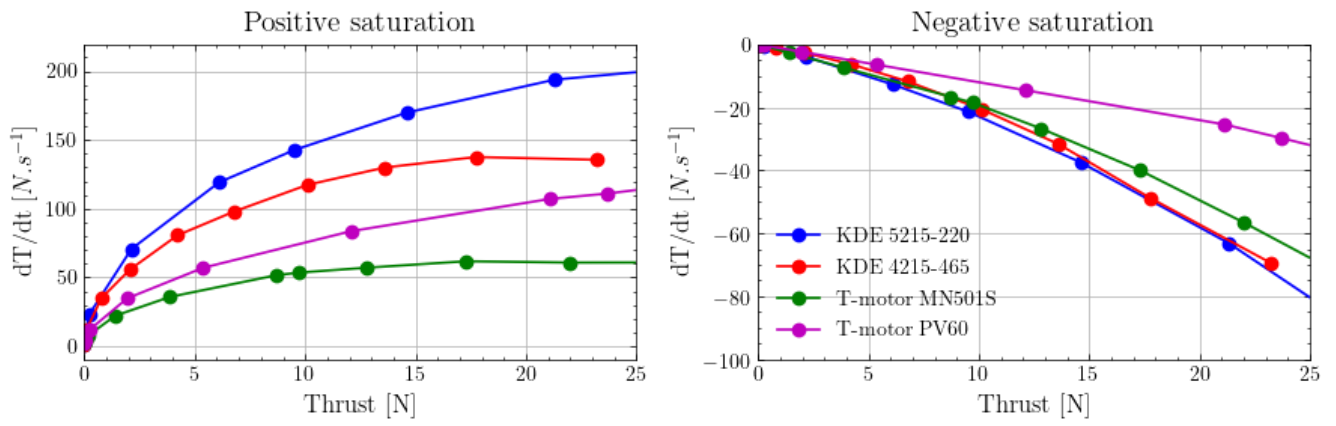 Positive saturation
dT/dt [N.s⁻¹]
200
150
100
50
0
0 5 10 15 20 25
Thrust [N]
Negative saturation
dT/dt [N.s⁻¹]
0
−20
−40
−60
−80
−100
KDE 5215-220
KDE 4215-465
T-motor MN501S
T-motor PV60
0 5 10 15 20 25
Thrust [N]